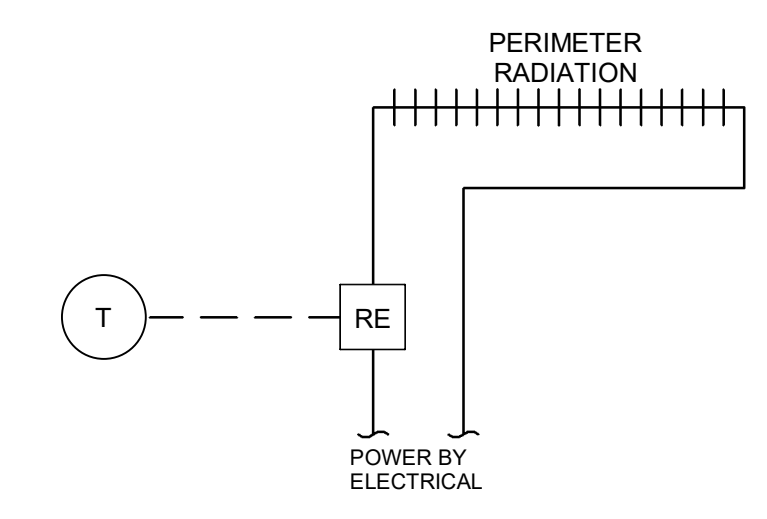 PERIMETER
RADIATION
T
RE
POWER BY
ELECTRICAL